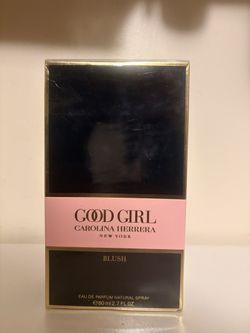 GOOD GIRL
CAROLINA HERRERA
NEW YORK
BLUSH
EAU DE PARFUM NATURAL SPRAY
℮80 ml 2.7 FL.OZ